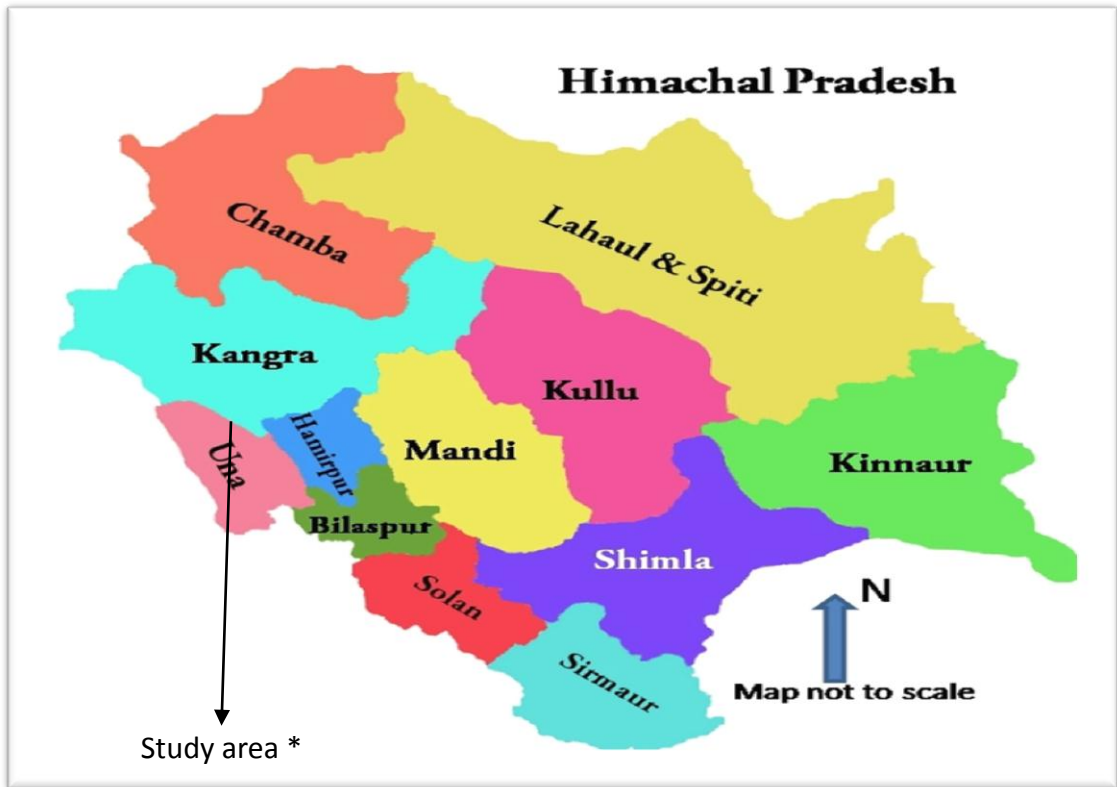 Himachal Pradesh
Chamba
Lahaul & Spiti
Kangra
Kullu
Una
Hamirpur
Mandi
Kinnaur
Bilaspur
Shimla
Solan
N
Sirmaur
Map not to scale
Study area *